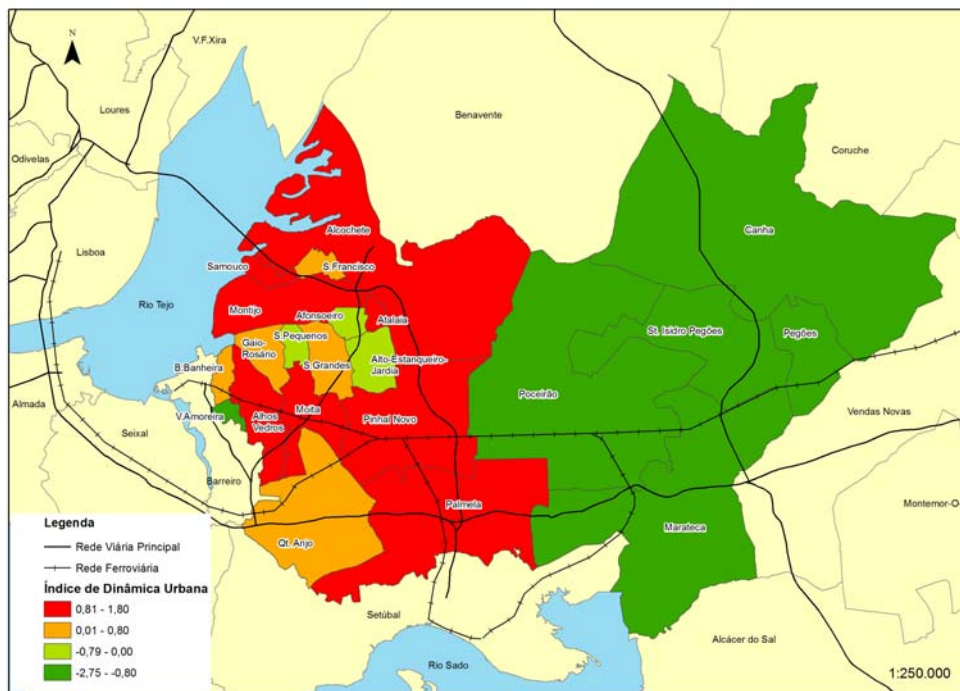 N
V.F.Xira
Loures
Benavente
Odivelas
Coruche
Lisboa
Alcochete
Canha
Samouco
S.Francisco
Rio Tejo
Montijo
Afonsoeiro
Atalaia
St. Isidro Pegões
Pegões
S.Pequenos
Gaio-
Rosário
S.Grandes
Alto-Estanqueiro-
Jardia
B.Banheira
Poceirão
Almada
V.Amoreira
Alhos
Vedros
Moita
Pinhal Novo
Vendas Novas
Seixal
Barreiro
Palmela
Montemor-O-
Marateca
Qt. Anjo
Setúbal
Alcácer do Sal
Rio Sado
Legenda
Rede Viária Principal
Rede Ferroviária
Índice de Dinâmica Urbana
0,81 - 1,80
0,01 - 0,80
-0,79 - 0,00
-2,75 - -0,80
1:250.000